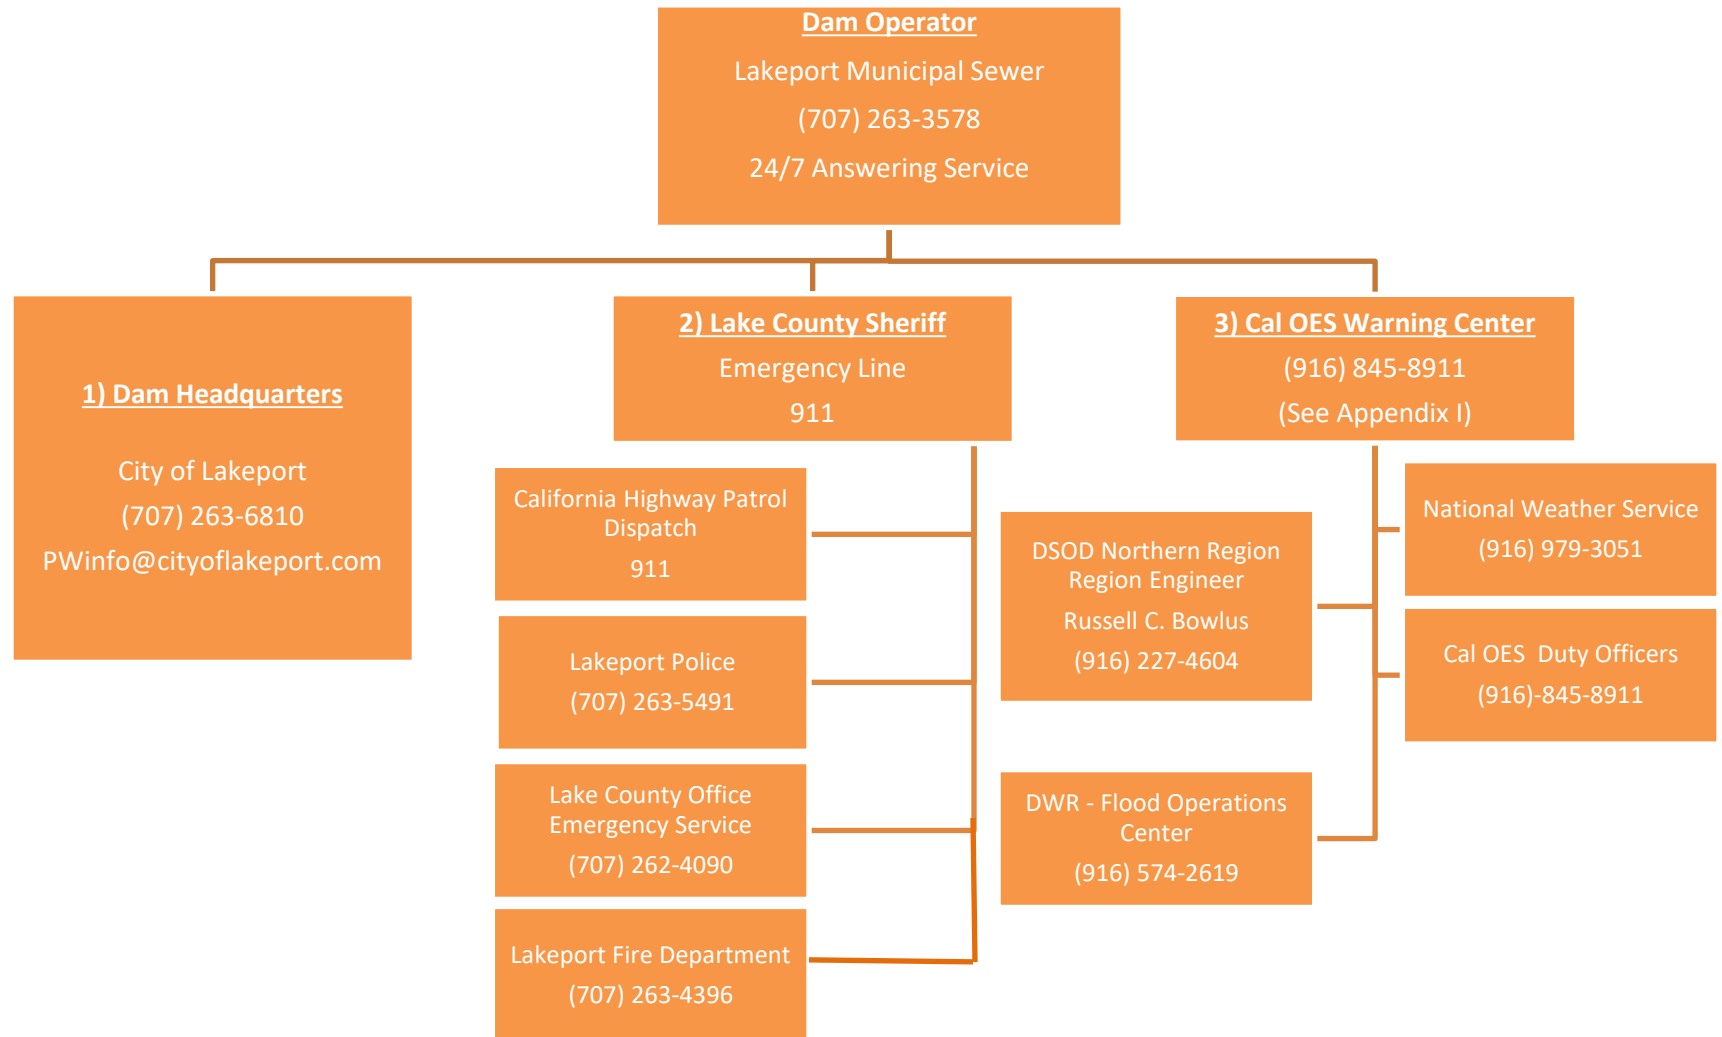 Dam Operator
Lakeport Municipal Sewer
(707) 263-3578
24/7 Answering Service
1) Dam Headquarters
City of Lakeport
(707) 263-6810
PWinfo@cityoflakeport.com
2) Lake County Sheriff
Emergency Line
911
California Highway Patrol
Dispatch
911
Lakeport Police
(707) 263-5491
Lake County Office
Emergency Service
(707) 262-4090
Lakeport Fire Department
(707) 263-4396
3) Cal OES Warning Center
(916) 845-8911
(See Appendix I)
DSOD Northern Region
Region Engineer
Russell C. Bowlus
(916) 227-4604
National Weather Service
(916) 979-3051
Cal OES  Duty Officers
(916)-845-8911
DWR - Flood Operations
Center
(916) 574-2619